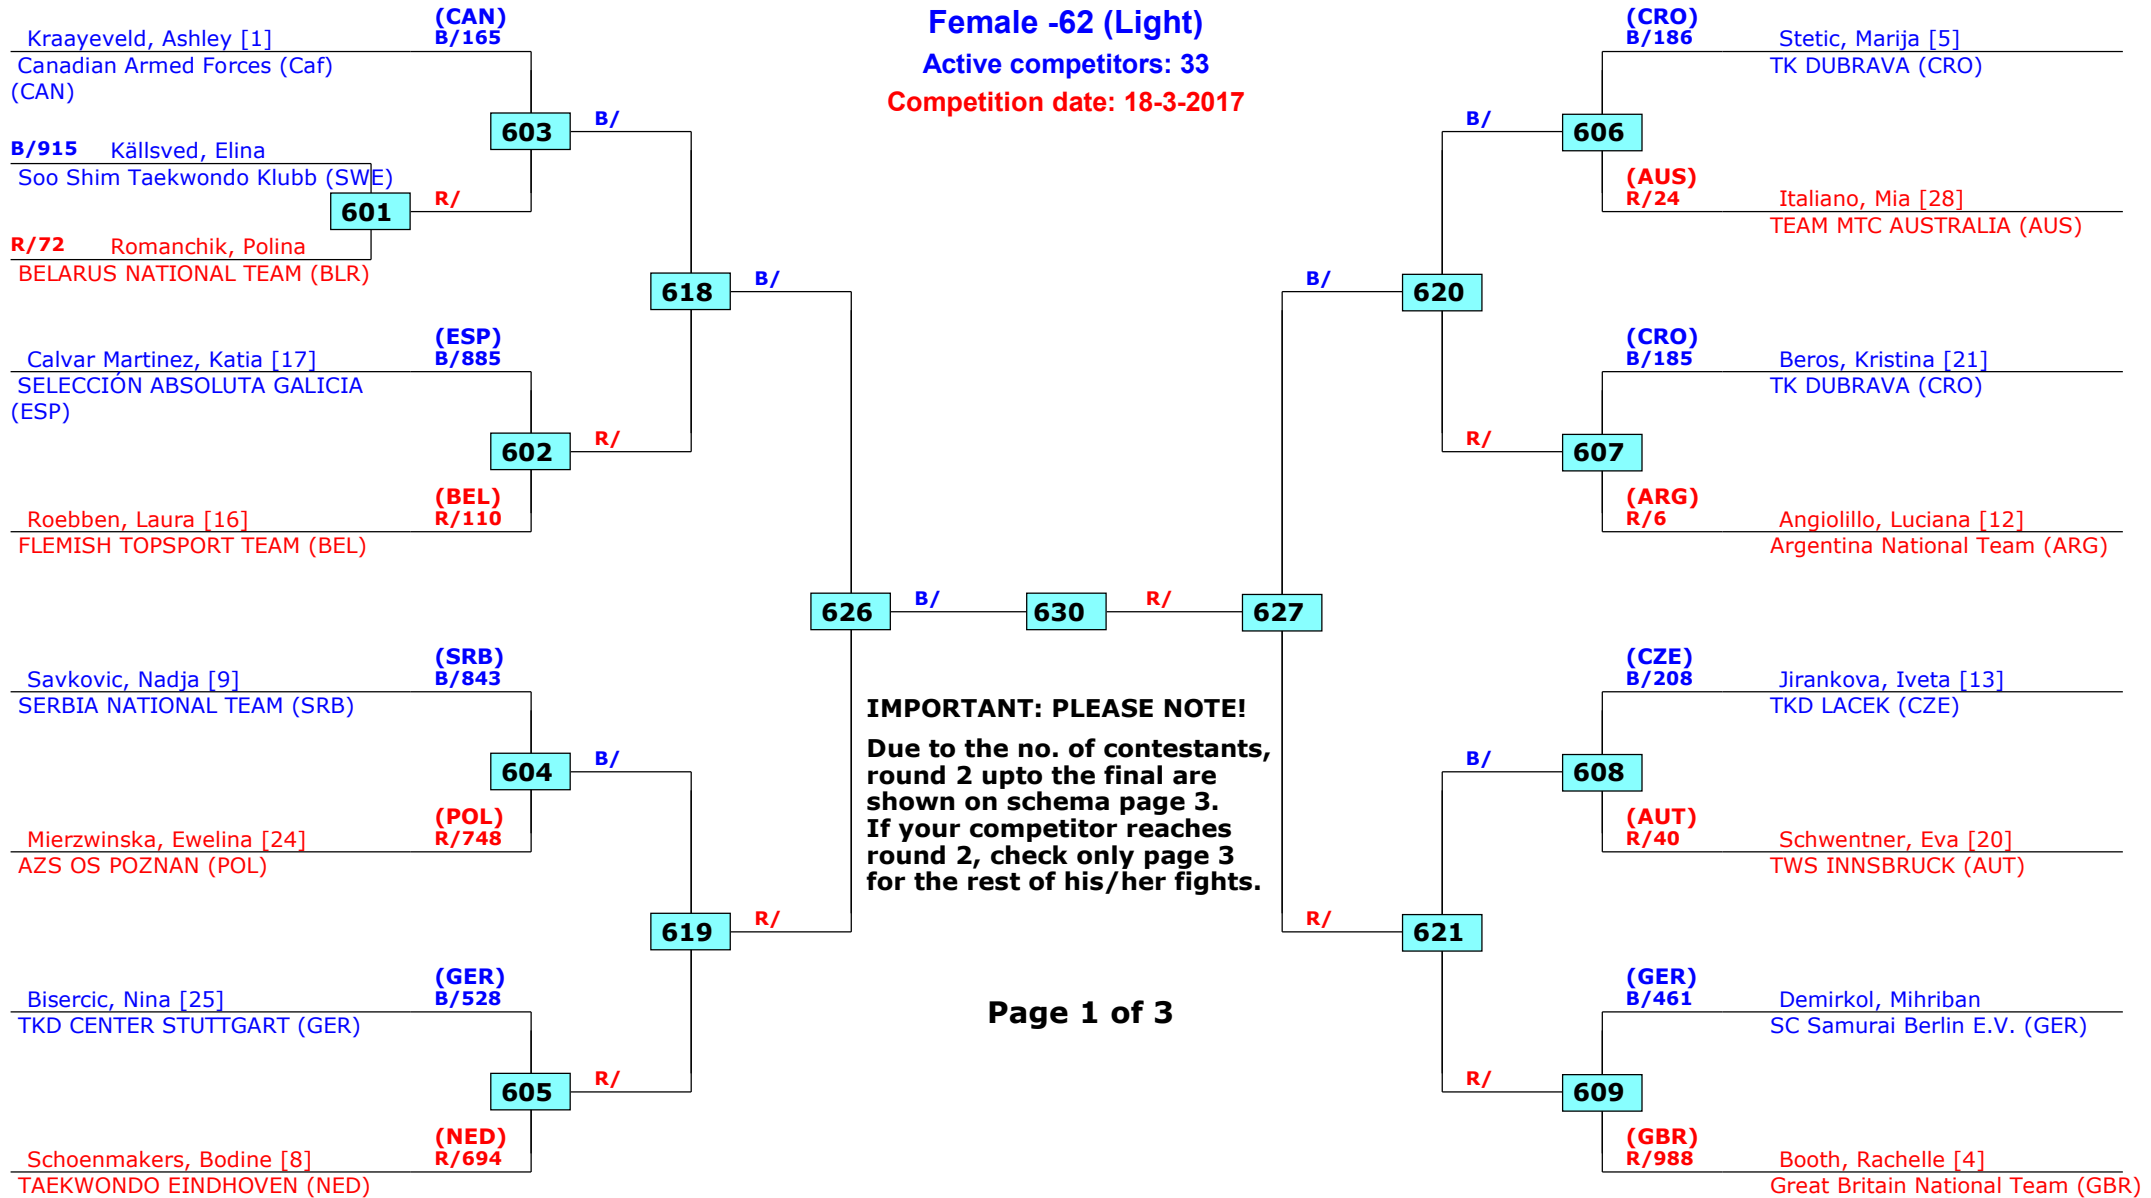 Female -62 (Light)
Active competitors: 33
Competition date: 18-3-2017
(CAN)
Kraayeveld, Ashley [1] B/165
Canadian Armed Forces (Caf)
(CAN)
603
B/
B/915 Källsved, Elina
Soo Shim Taekwondo Klubb (SWE)
601
R/
R/72 Romanchik, Polina
BELARUS NATIONAL TEAM (BLR)
618
B/
(ESP)
Calvar Martinez, Katia [17] B/885
SELECCIÓN ABSOLUTA GALICIA
(ESP)
602
R/
(BEL)
Roebben, Laura [16] R/110
FLEMISH TOPSPORT TEAM (BEL)
626
B/
630
R/
627
(SRB)
Savkovic, Nadja [9] B/843
SERBIA NATIONAL TEAM (SRB)
604
B/
(POL)
Mierzwinska, Ewelina [24] R/748
AZS OS POZNAN (POL)
619
R/
(GER)
Bisercic, Nina [25] B/528
TKD CENTER STUTTGART (GER)
605
R/
(NED)
Schoenmakers, Bodine [8] R/694
TAEKWONDO EINDHOVEN (NED)
IMPORTANT: PLEASE NOTE!
Due to the no. of contestants,
round 2 upto the final are
shown on schema page 3.
If your competitor reaches
round 2, check only page 3
for the rest of his/her fights.
Page 1 of 3
(CRO)
B/186 Stetic, Marija [5]
TK DUBRAVA (CRO)
B/
606
(AUS)
R/24 Italiano, Mia [28]
TEAM MTC AUSTRALIA (AUS)
B/
620
(CRO)
B/185 Beros, Kristina [21]
TK DUBRAVA (CRO)
R/
607
(ARG)
R/6 Angiolillo, Luciana [12]
Argentina National Team (ARG)
(CZE)
B/208 Jirankova, Iveta [13]
TKD LACEK (CZE)
B/
608
(AUT)
R/40 Schwentner, Eva [20]
TWS INNSBRUCK (AUT)
R/
621
(GER)
B/461 Demirkol, Mihriban
SC Samurai Berlin E.V. (GER)
R/
609
(GBR)
R/988 Booth, Rachelle [4]
Great Britain National Team (GBR)